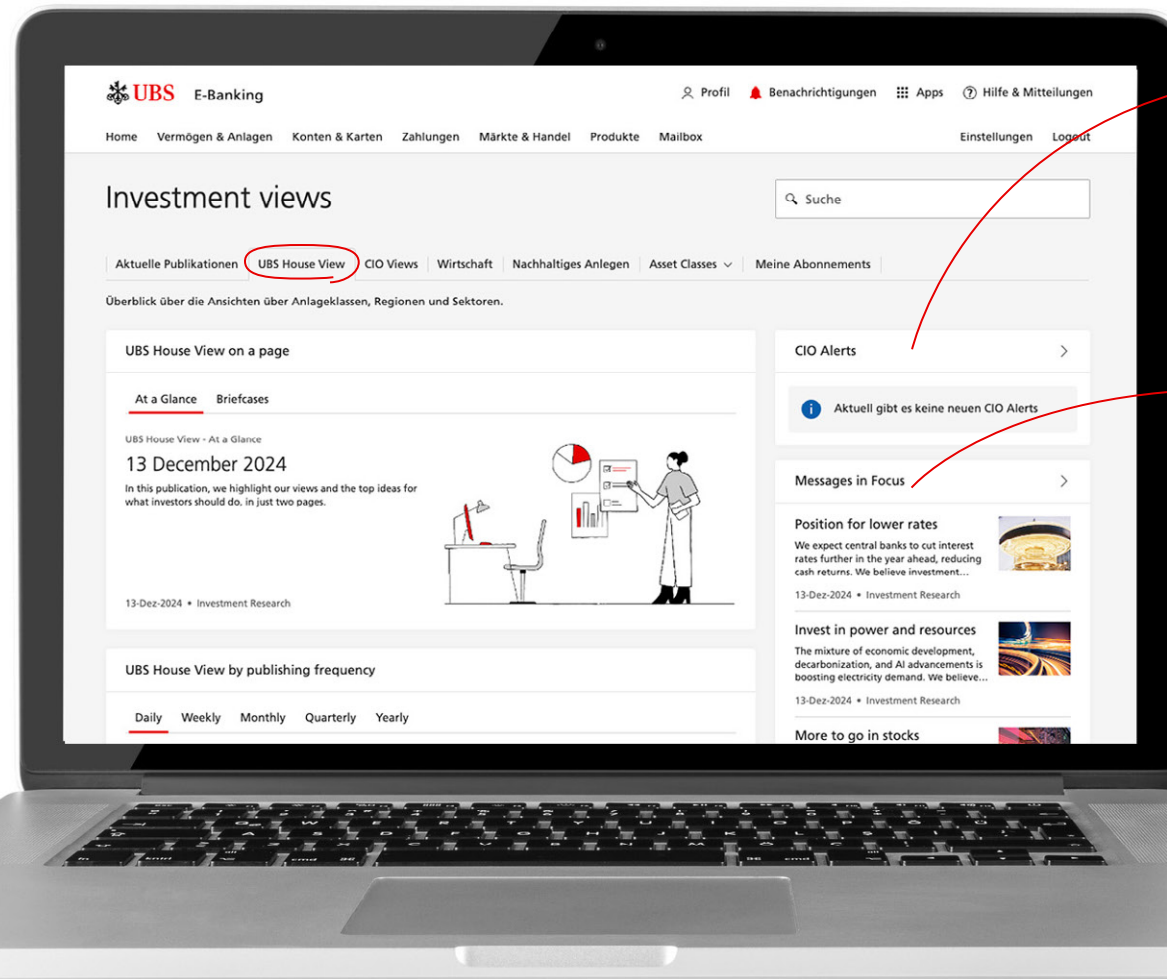 UBS E-Banking
Profil Benachrichtigungen Apps Hilfe & Mitteilungen
Home Vermögen & Anlagen Konten & Karten Zahlungen Märkte & Handel Produkte Mailbox Einstellungen Logout
Investment views
Suche
Aktuelle Publikationen UBS House View CIO Views Wirtschaft Nachhaltiges Anlegen Asset Classes Meine Abonnements
Überblick über die Ansichten über Anlageklassen, Regionen und Sektoren.
UBS House View on a page
At a Glance Briefcases
UBS House View - At a Glance
13 December 2024
In this publication, we highlight our views and the top ideas for
what investors should do, in just two pages.
13-Dez-2024 • Investment Research
UBS House View by publishing frequency
Daily Weekly Monthly Quarterly Yearly
CIO Alerts
Aktuell gibt es keine neuen CIO Alerts
Messages in Focus
Position for lower rates
We expect central banks to cut interest
rates further in the year ahead, reducing
cash returns. We believe investment...
13-Dez-2024 • Investment Research
Invest in power and resources
The mixture of economic development,
decarbonization, and AI advancements is
boosting electricity demand. We believe...
13-Dez-2024 • Investment Research
More to go in stocks